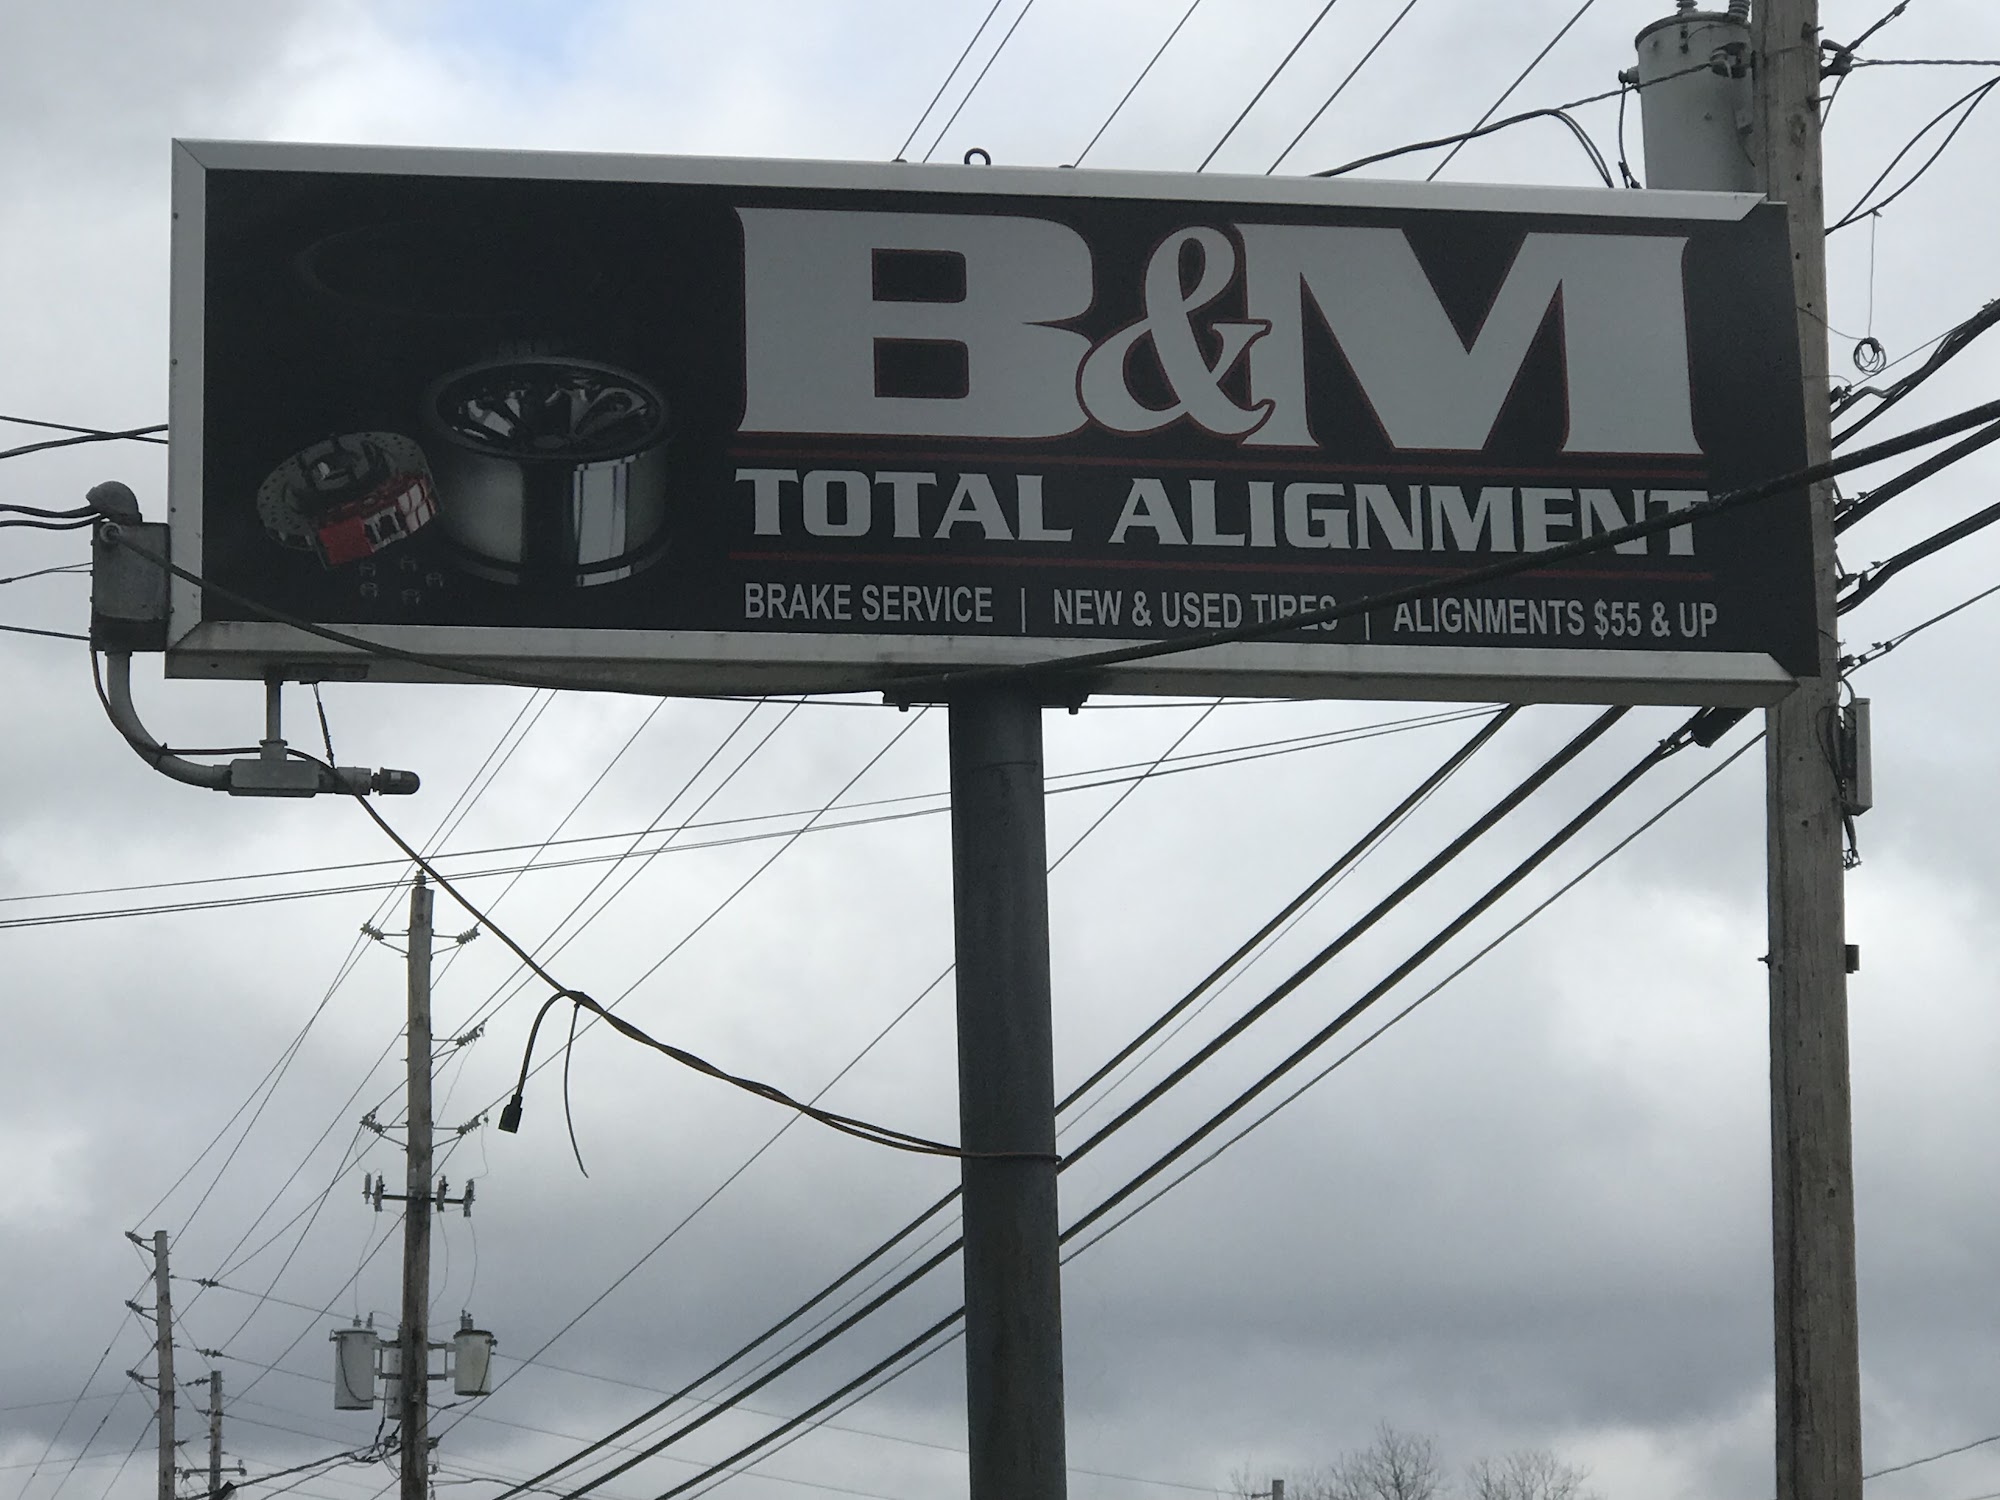 B&M
TOTAL ALIGNMENT
BRAKE SERVICE | NEW & USED TIRES | ALIGNMENTS $55 & UP